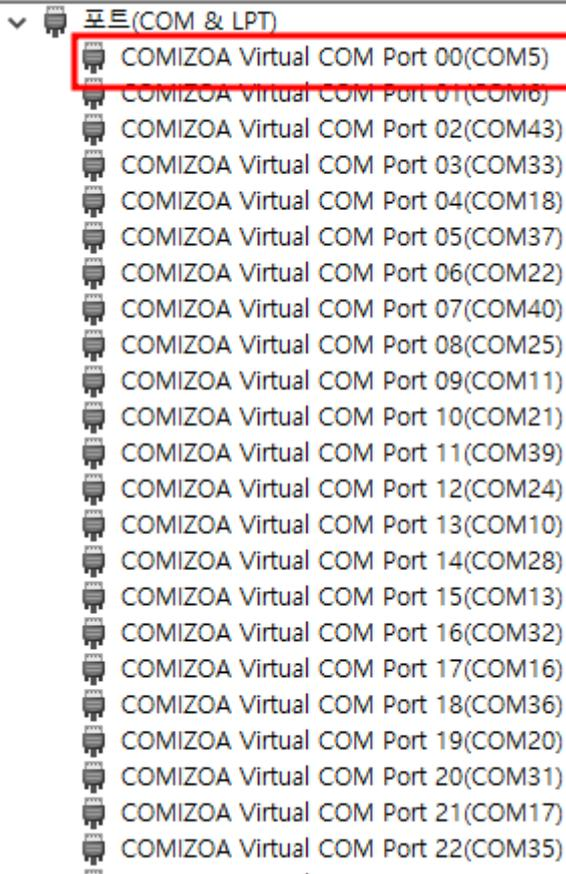 포트(COM & LPT)
COMIZOA Virtual COM Port 00(COM5)
COMIZOA Virtual COM Port 01(COM6)
COMIZOA Virtual COM Port 02(COM43)
COMIZOA Virtual COM Port 03(COM33)
COMIZOA Virtual COM Port 04(COM18)
COMIZOA Virtual COM Port 05(COM37)
COMIZOA Virtual COM Port 06(COM22)
COMIZOA Virtual COM Port 07(COM40)
COMIZOA Virtual COM Port 08(COM25)
COMIZOA Virtual COM Port 09(COM11)
COMIZOA Virtual COM Port 10(COM21)
COMIZOA Virtual COM Port 11(COM39)
COMIZOA Virtual COM Port 12(COM24)
COMIZOA Virtual COM Port 13(COM10)
COMIZOA Virtual COM Port 14(COM28)
COMIZOA Virtual COM Port 15(COM13)
COMIZOA Virtual COM Port 16(COM32)
COMIZOA Virtual COM Port 17(COM16)
COMIZOA Virtual COM Port 18(COM36)
COMIZOA Virtual COM Port 19(COM20)
COMIZOA Virtual COM Port 20(COM31)
COMIZOA Virtual COM Port 21(COM17)
COMIZOA Virtual COM Port 22(COM35)